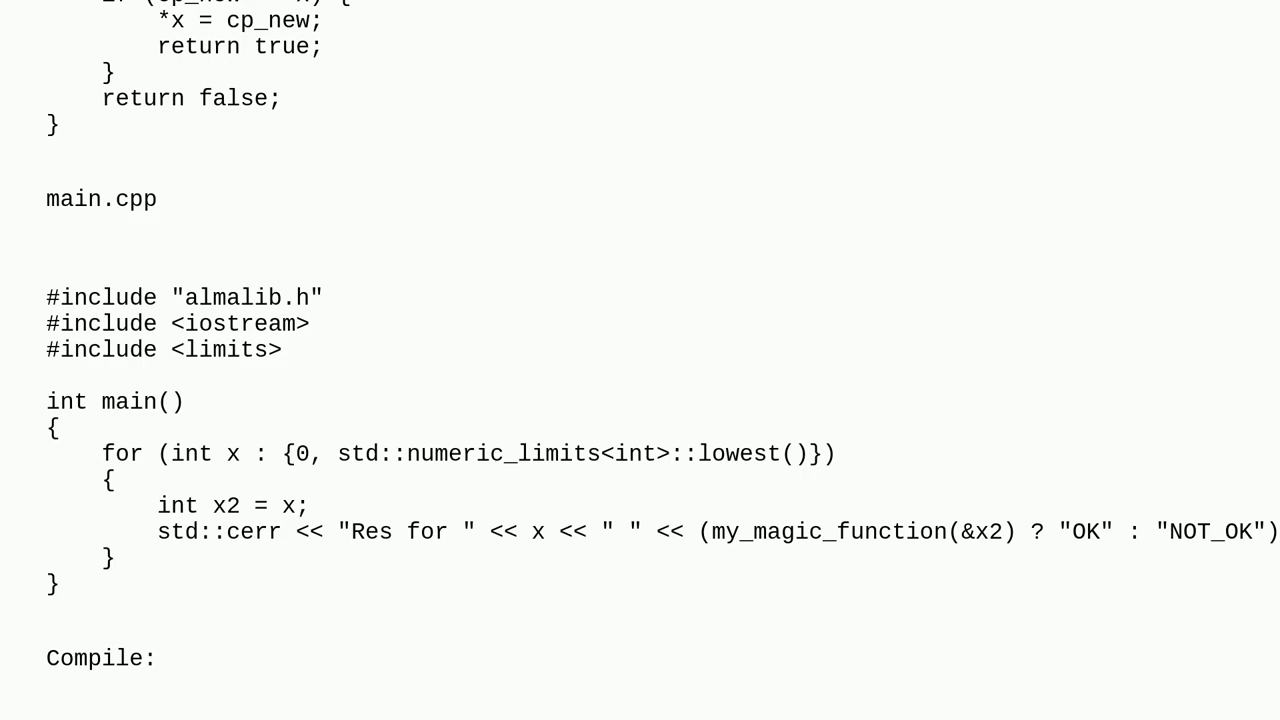 *x = cp_new;
return true;
}
return false;
}
main.cpp
#include "almalib.h"
#include <iostream>
#include <limits>
int main()
{
for (int x : {0, std::numeric_limits<int>::lowest()})
{
int x2 = x;
std::cerr << "Res for " << x << " " << (my_magic_function(&x2) ? "OK" : "NOT_OK")
}
}
Compile: